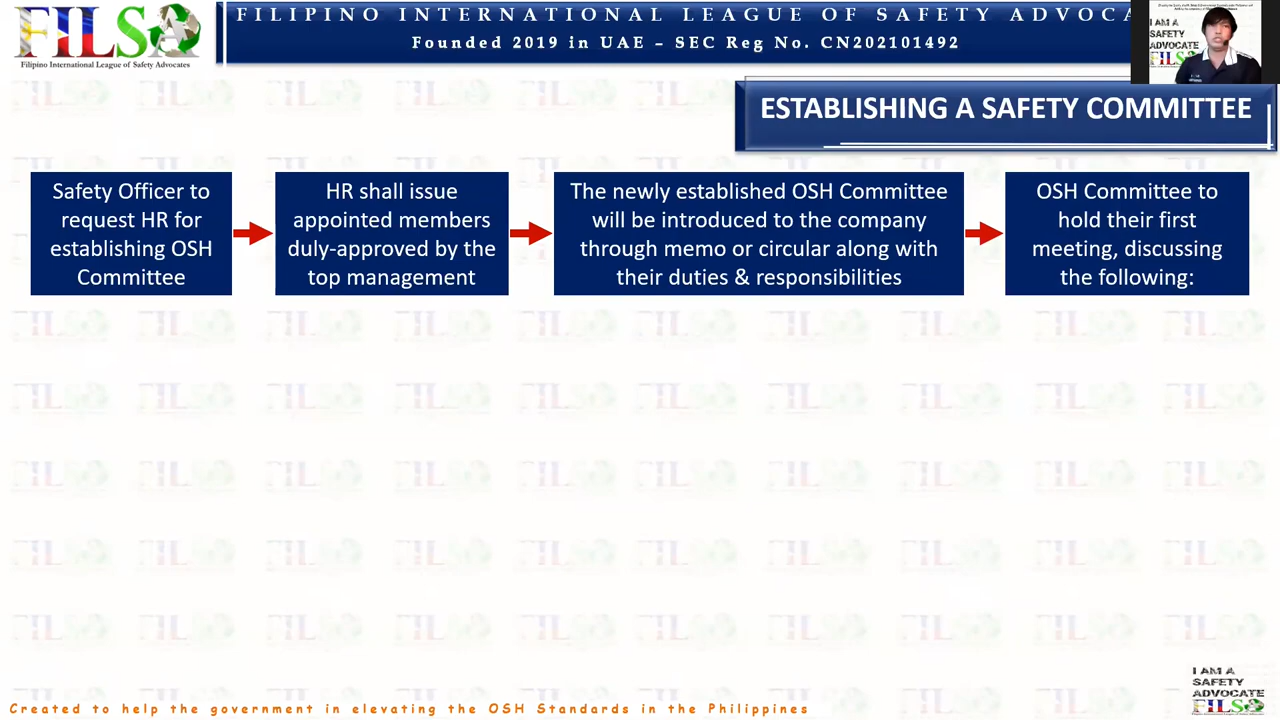 FILSA
Filipino International League of Safety Advocates
FILIPINO INTERNATIONAL LEAGUE OF SAFETY ADVOCA
Founded 2019 in UAE – SEC Reg No. CN202101492
I AM A
SAFETY
ADVOCATE
ESTABLISHING A SAFETY COMMITTEE
Safety Officer to
request HR for
establishing OSH
Committee
HR shall issue
appointed members
duly-approved by the
top management
The newly established OSH Committee
will be introduced to the company
through memo or circular along with
their duties & responsibilities
OSH Committee to
hold their first
meeting, discussing
the following:
I AM A
SAFETY
ADVOCATE
FILSA
Created to help the government in elevating the OSH Standards in the Philippines